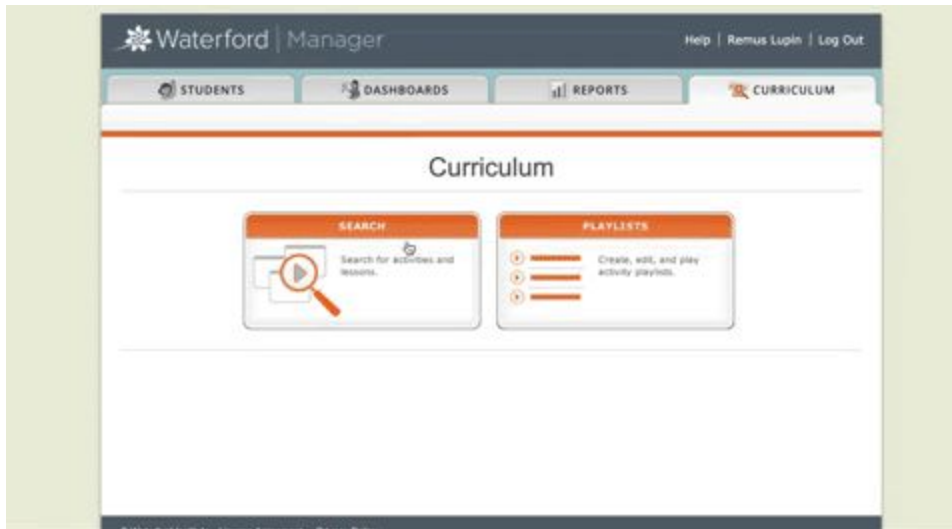 Waterford | Manager
Help | Remus Lupin | Log Out
STUDENTS
DASHBOARDS
REPORTS
CURRICULUM
Curriculum
SEARCH
Search for activities and
lessons.
PLAYLISTS
Create, edit, and play
activity playlists.